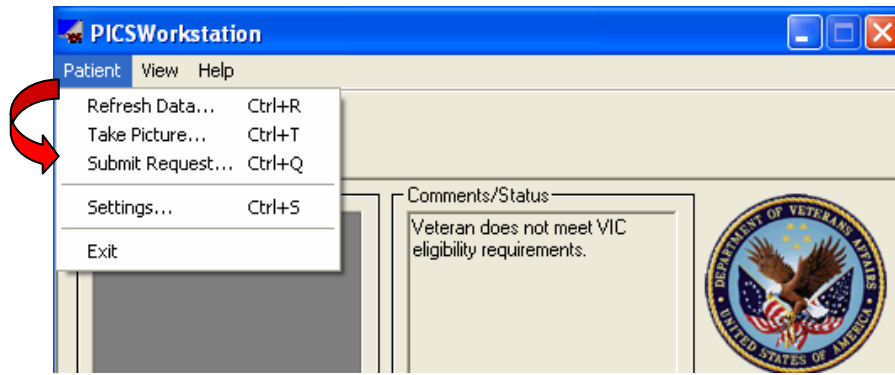 PICSWorkstation
Patient View Help
Refresh Data... Ctrl+R
Take Picture... Ctrl+T
Submit Request... Ctrl+Q
Settings... Ctrl+S
Exit
Comments/Status
Veteran does not meet VIC
eligibility requirements.
DEPARTMENT OF VETERANS AFFAIRS
UNITED STATES OF AMERICA